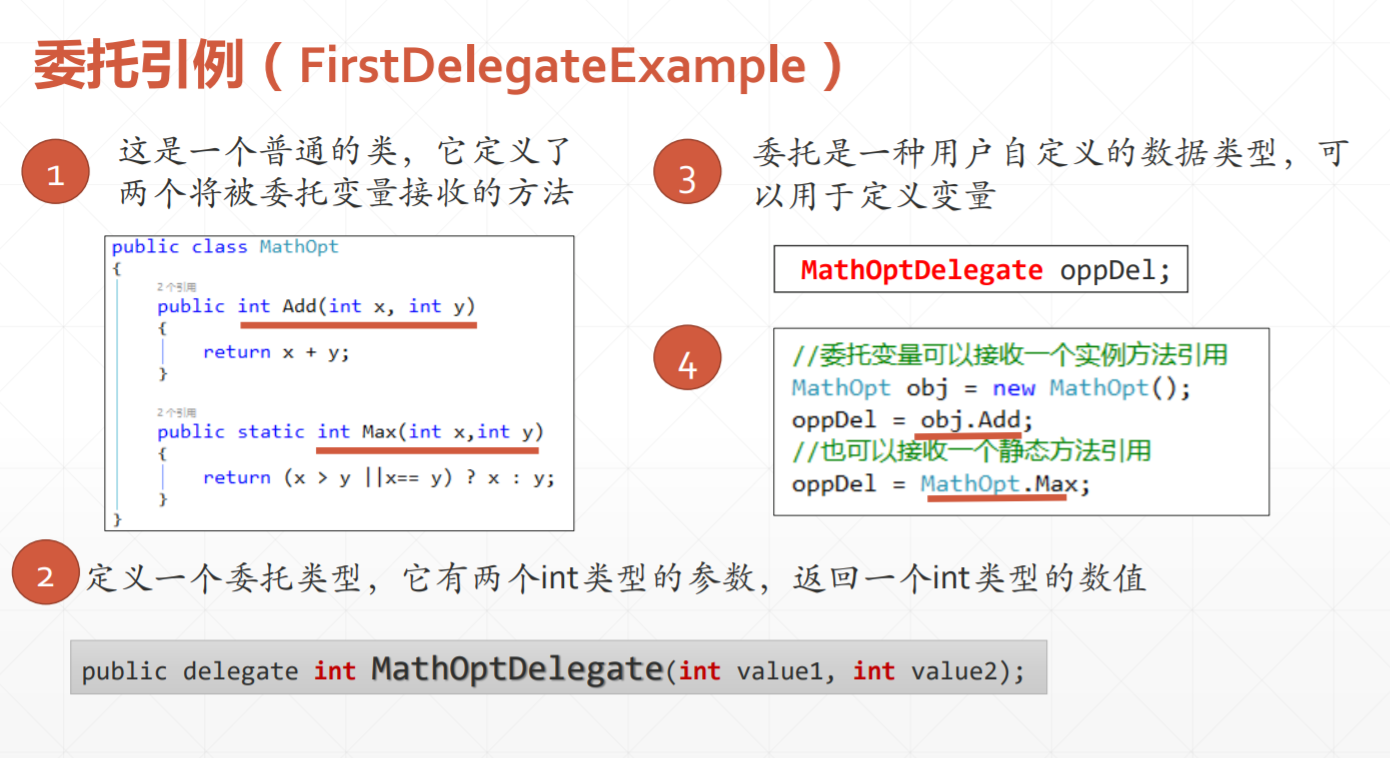 委托引例（FirstDelegateExample）
1
这是一个普通的类，它定义了
两个将被委托变量接收的方法
public class MathOpt
{
2 个引用
public int Add(int x, int y)
{
return x + y;
}
2 个引用
public static int Max(int x,int y)
{
return (x > y ||x== y) ? x : y;
}
}
2
定义一个委托类型，它有两个int类型的参数，返回一个int类型的数值
public delegate int MathOptDelegate(int value1, int value2);
3
委托是一种用户自定义的数据类型，可
以用于定义变量
MathOptDelegate oppDel;
4
//委托变量可以接收一个实例方法引用
MathOpt obj = new MathOpt();
oppDel = obj.Add;
//也可以接收一个静态方法引用
oppDel = MathOpt.Max;